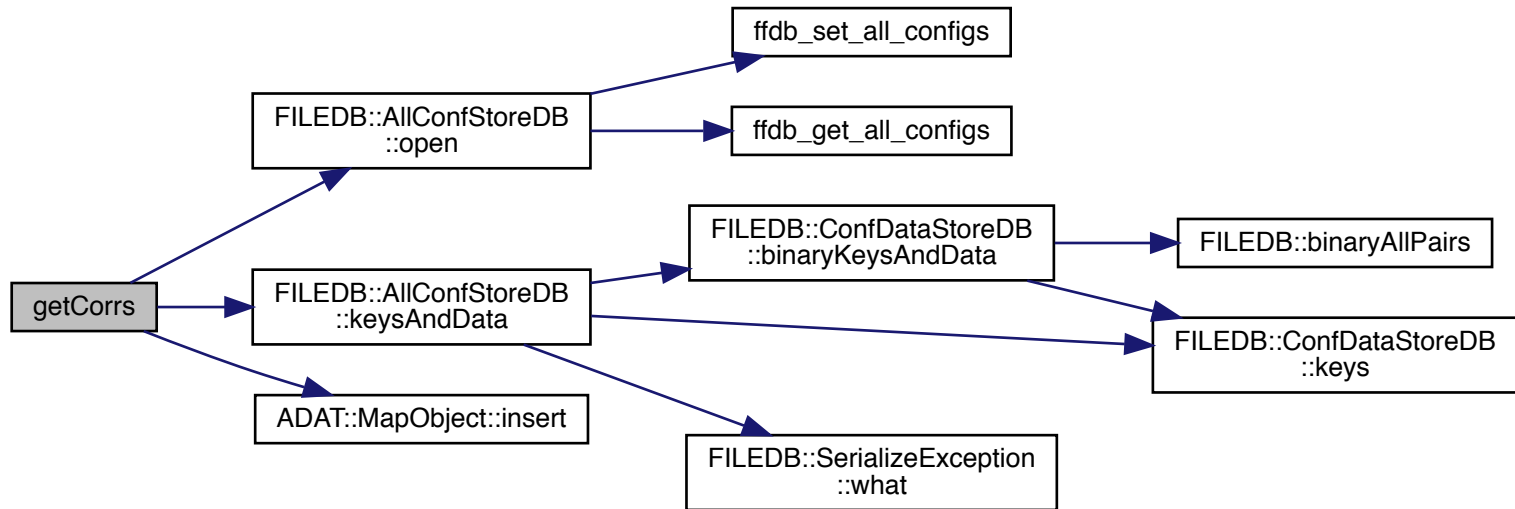 ffdb_set_all_configs
FILEDB::AllConfStoreDB
::open
ffdb_get_all_configs
FILEDB::ConfDataStoreDB
::binaryKeysAndData
FILEDB::binaryAllPairs
getCorrs
FILEDB::AllConfStoreDB
::keysAndData
FILEDB::ConfDataStoreDB
::keys
ADAT::MapObject::insert
FILEDB::SerializeException
::what